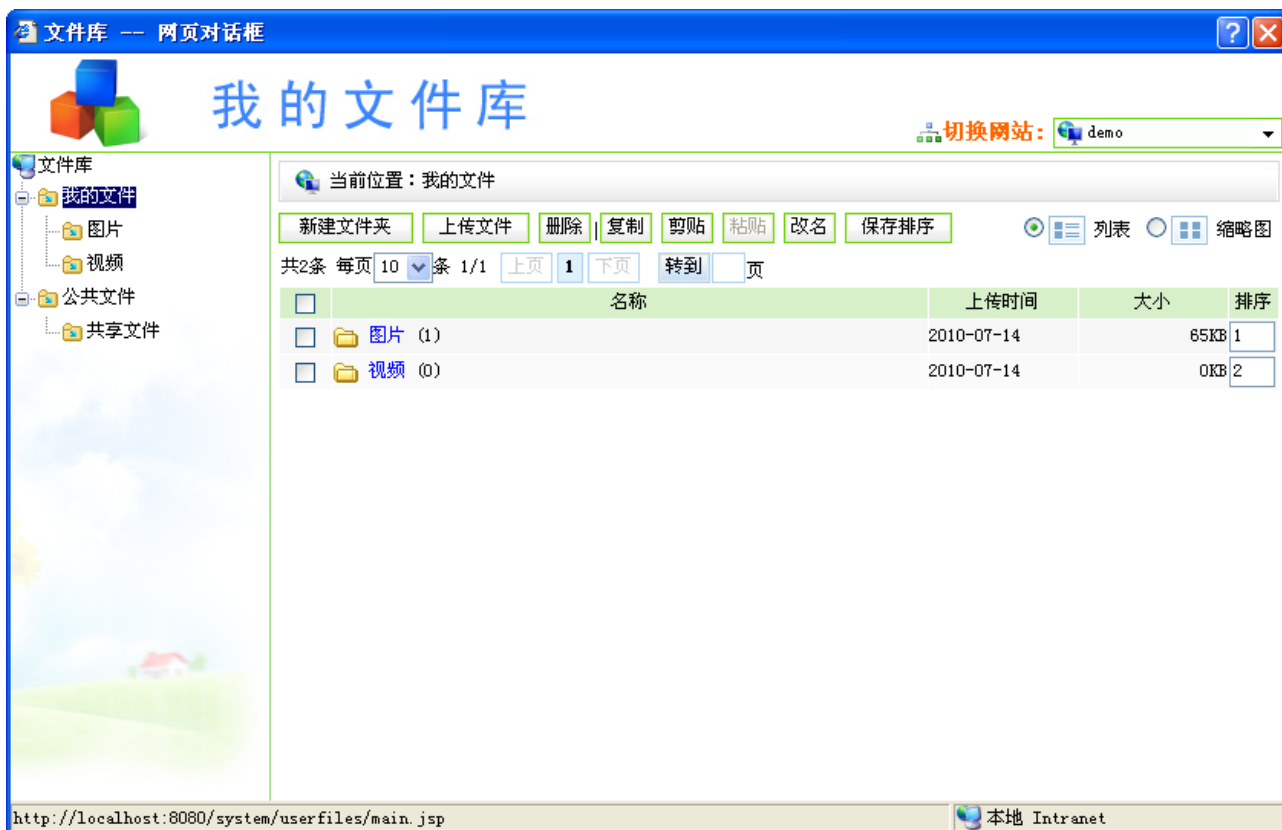 文件库 -- 网页对话框
我的文件库
切换网站： demo
文件库
我的文件
图片
视频
公共文件
共享文件
当前位置：我的文件
新建文件夹 上传文件 删除 | 复制 剪贴 粘贴 改名 保存排序 列表 缩略图
共2条 每页 10 条 1/1 上页 1 下页 转到 页
名称 上传时间 大小 排序
图片 (1) 2010-07-14 65KB 1
视频 (0) 2010-07-14 0KB 2
http://localhost:8080/system/userfiles/main.jsp 本地 Intranet